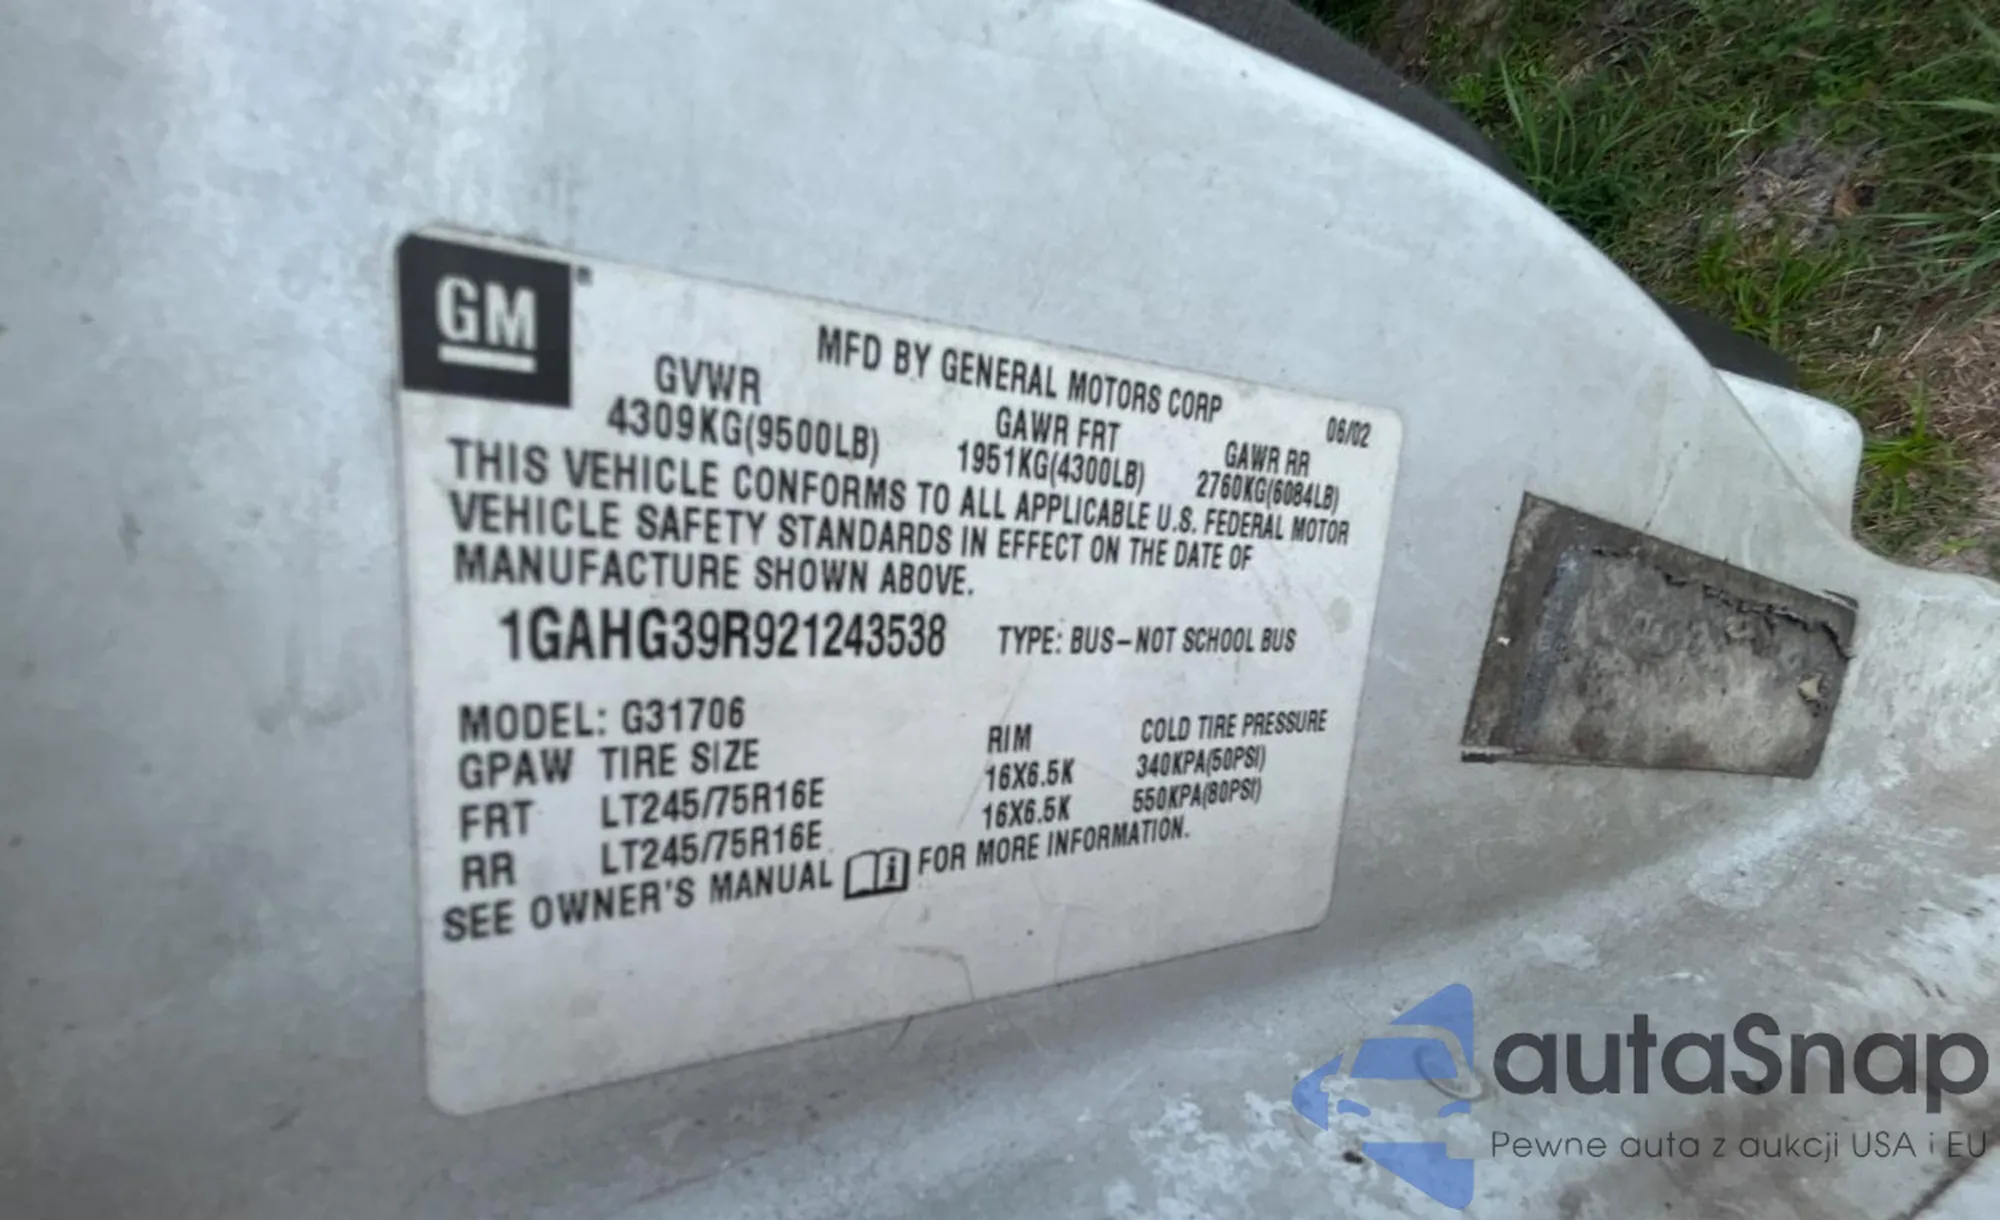 GM
MFD BY GENERAL MOTORS CORP
06/02
GVWR GAWR FRT GAWR RR
4309KG(9500LB) 1951KG(4300LB) 2760KG(6084LB)
THIS VEHICLE CONFORMS TO ALL APPLICABLE U.S. FEDERAL MOTOR
VEHICLE SAFETY STANDARDS IN EFFECT ON THE DATE OF
MANUFACTURE SHOWN ABOVE.
1GAHG39R921243538 TYPE: BUS-NOT SCHOOL BUS
MODEL: G31706
GPAW TIRE SIZE RIM COLD TIRE PRESSURE
FRT LT245/75R16E 16X6.5K 340KPA(50PSI)
RR LT245/75R16E 16X6.5K 550KPA(80PSI)
SEE OWNER'S MANUAL FOR MORE INFORMATION.
autaSnap
Pewne auta z aukcji USA i EU